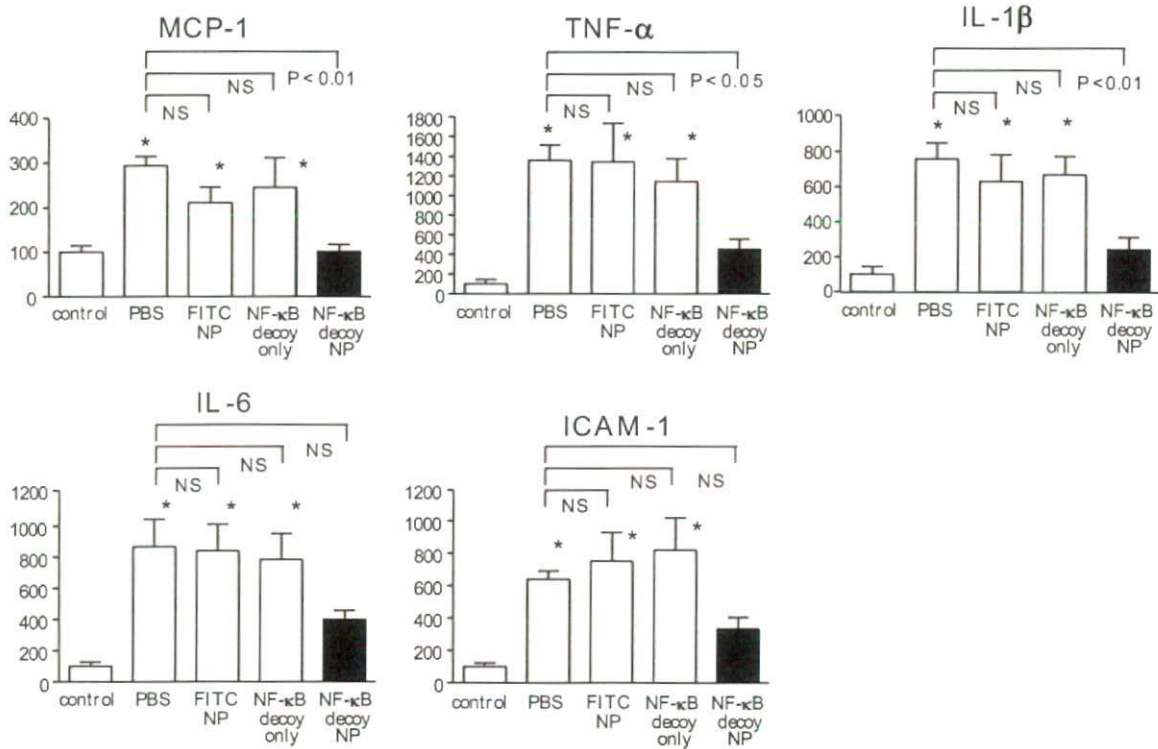 MCP-1
P<0.01
NS
NS
400
300
200
100
0
*
*
*
control
PBS
FITC
NP
NF-κB
decoy
only
NF-κB
decoy
NP
TNF-α
P<0.05
NS
NS
1800
1600
1400
1200
1000
800
600
400
200
0
*
*
*
control
PBS
FITC
NP
NF-κB
decoy
only
NF-κB
decoy
NP
IL-1β
P<0.01
NS
NS
1000
800
600
400
200
0
*
*
*
control
PBS
FITC
NP
NF-κB
decoy
only
NF-κB
decoy
NP
IL-6
NS
NS
NS
1200
1000
800
600
400
200
0
*
*
*
control
PBS
FITC
NP
NF-κB
decoy
only
NF-κB
decoy
NP
ICAM-1
NS
NS
NS
1200
1000
800
600
400
200
0
*
*
*
control
PBS
FITC
NP
NF-κB
decoy
only
NF-κB
decoy
NP